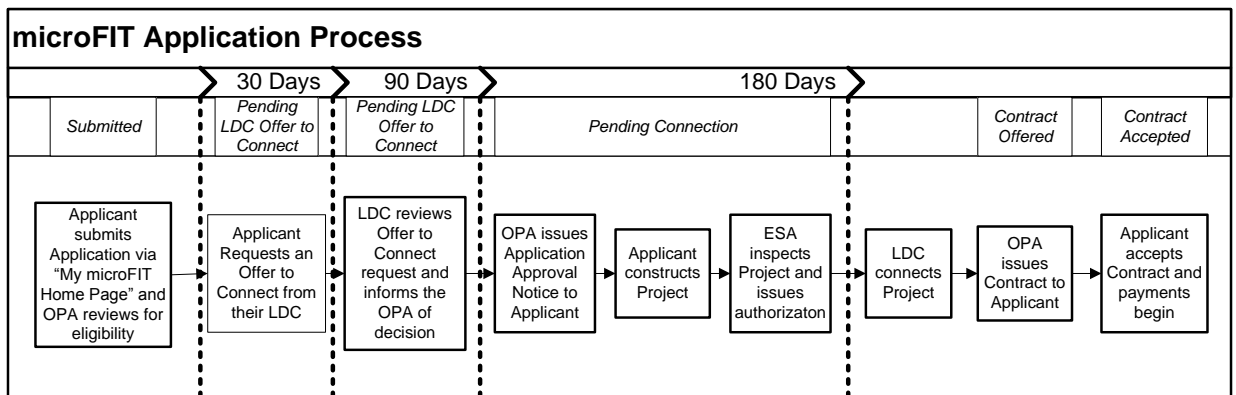 microFIT Application Process
30 Days
90 Days
180 Days
Submitted
Pending
LDC Offer to
Connect
Pending LDC
Offer to
Connect
Pending Connection
Contract
Offered
Contract
Accepted
Applicant
submits
Application via
“My microFIT
Home Page” and
OPA reviews for
eligibility
Applicant
Requests an
Offer to
Connect from
their LDC
LDC reviews
Offer to
Connect
request and
informs the
OPA of
decision
OPA issues
Application
Approval
Notice to
Applicant
Applicant
constructs
Project
ESA
inspects
Project and
issues
authorizaton
LDC
connects
Project
OPA
issues
Contract to
Applicant
Applicant
accepts
Contract and
payments
begin